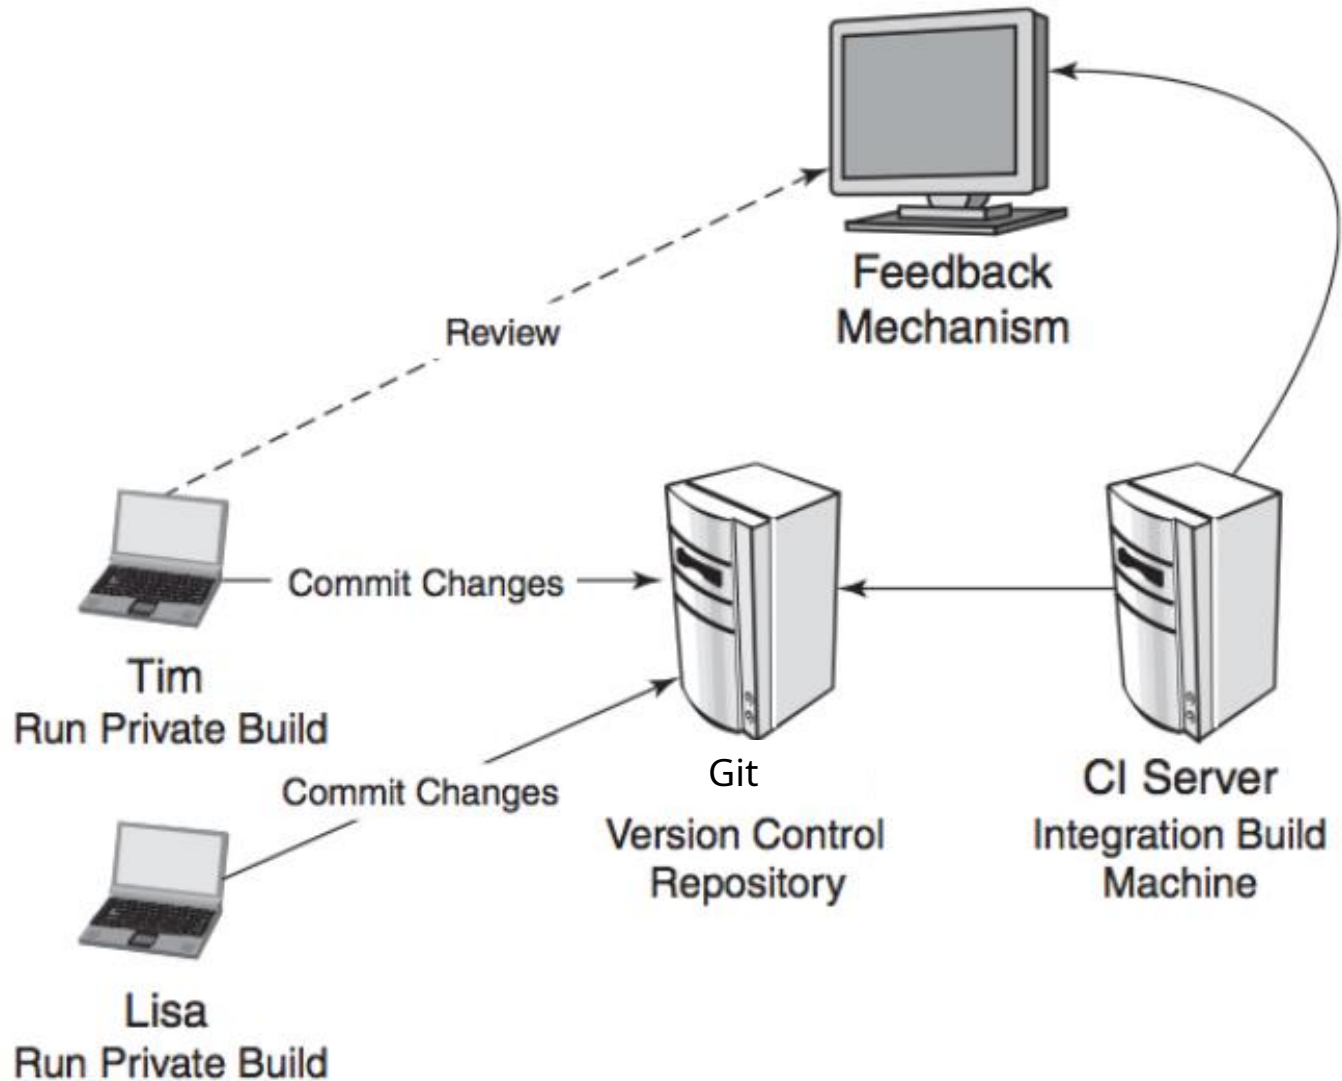 Feedback
Mechanism
Review
Commit Changes
Tim
Run Private Build
Commit Changes
Git
Version Control
Repository
CI Server
Integration Build
Machine
Lisa
Run Private Build